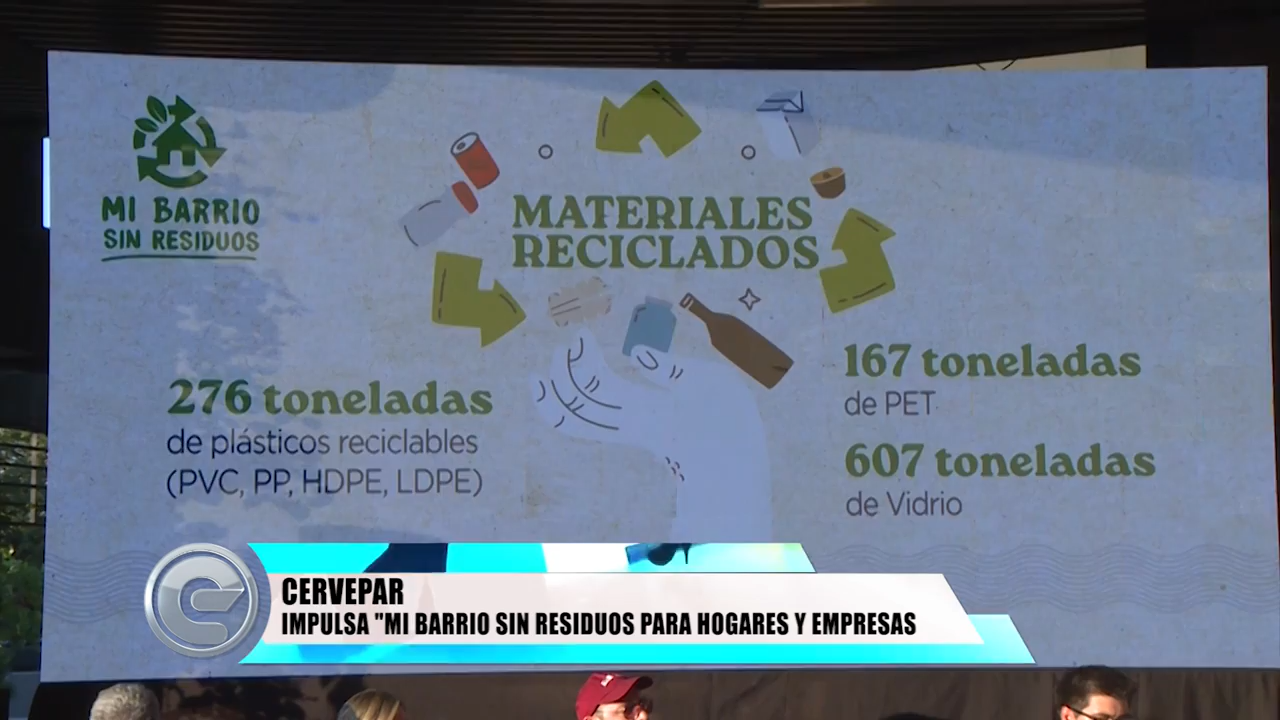 MI BARRIO
SIN RESIDUOS
MATERIALES
RECICLADOS
276 toneladas
de plásticos reciclables
(PVC, PP, HDPE, LDPE)
167 toneladas
de PET
607 toneladas
de Vidrio
CERVEPAR
IMPULSA "MI BARRIO SIN RESIDUOS PARA HOGARES Y EMPRESAS